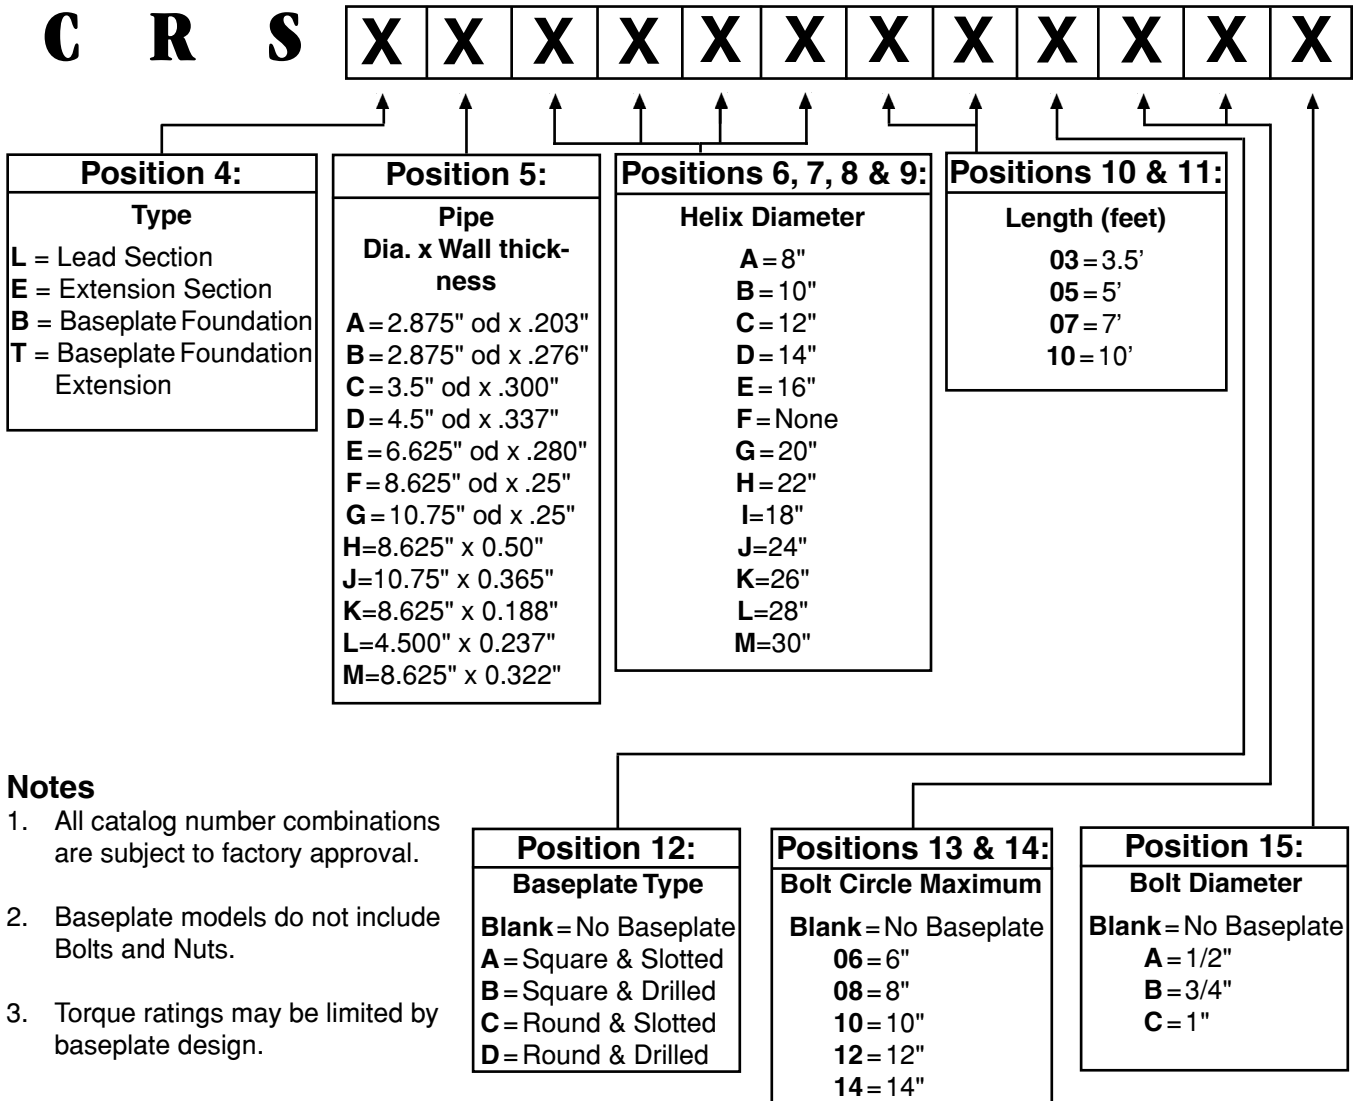 C R S X X X X X X X X X X X X
Position 4:
Type
L = Lead Section
E = Extension Section
B = Baseplate Foundation
T = Baseplate Foundation
Extension
Position 5:
Pipe
Dia. x Wall thick-
ness
A = 2.875" od x .203"
B = 2.875" od x .276"
C = 3.5" od x .300"
D = 4.5" od x .337"
E = 6.625" od x .280"
F = 8.625" od x .25"
G = 10.75" od x .25"
H=8.625" x 0.50"
J=10.75" x 0.365"
K=8.625" x 0.188"
L=4.500" x 0.237"
M=8.625" x 0.322"
Positions 6, 7, 8 & 9:
Helix Diameter
A = 8"
B = 10"
C = 12"
D = 14"
E = 16"
F = None
G = 20"
H = 22"
I=18"
J=24"
K=26"
L=28"
M=30"
Positions 10 & 11:
Length (feet)
03 = 3.5'
05 = 5'
07 = 7'
10 = 10'
Notes
1. All catalog number combinations
are subject to factory approval.
2. Baseplate models do not include
Bolts and Nuts.
3. Torque ratings may be limited by
baseplate design.
Position 12:
Baseplate Type
Blank = No Baseplate
A = Square & Slotted
B = Square & Drilled
C = Round & Slotted
D = Round & Drilled
Positions 13 & 14:
Bolt Circle Maximum
Blank = No Baseplate
06 = 6"
08 = 8"
10 = 10"
12 = 12"
14 = 14"
Position 15:
Bolt Diameter
Blank = No Baseplate
A = 1/2"
B = 3/4"
C = 1"